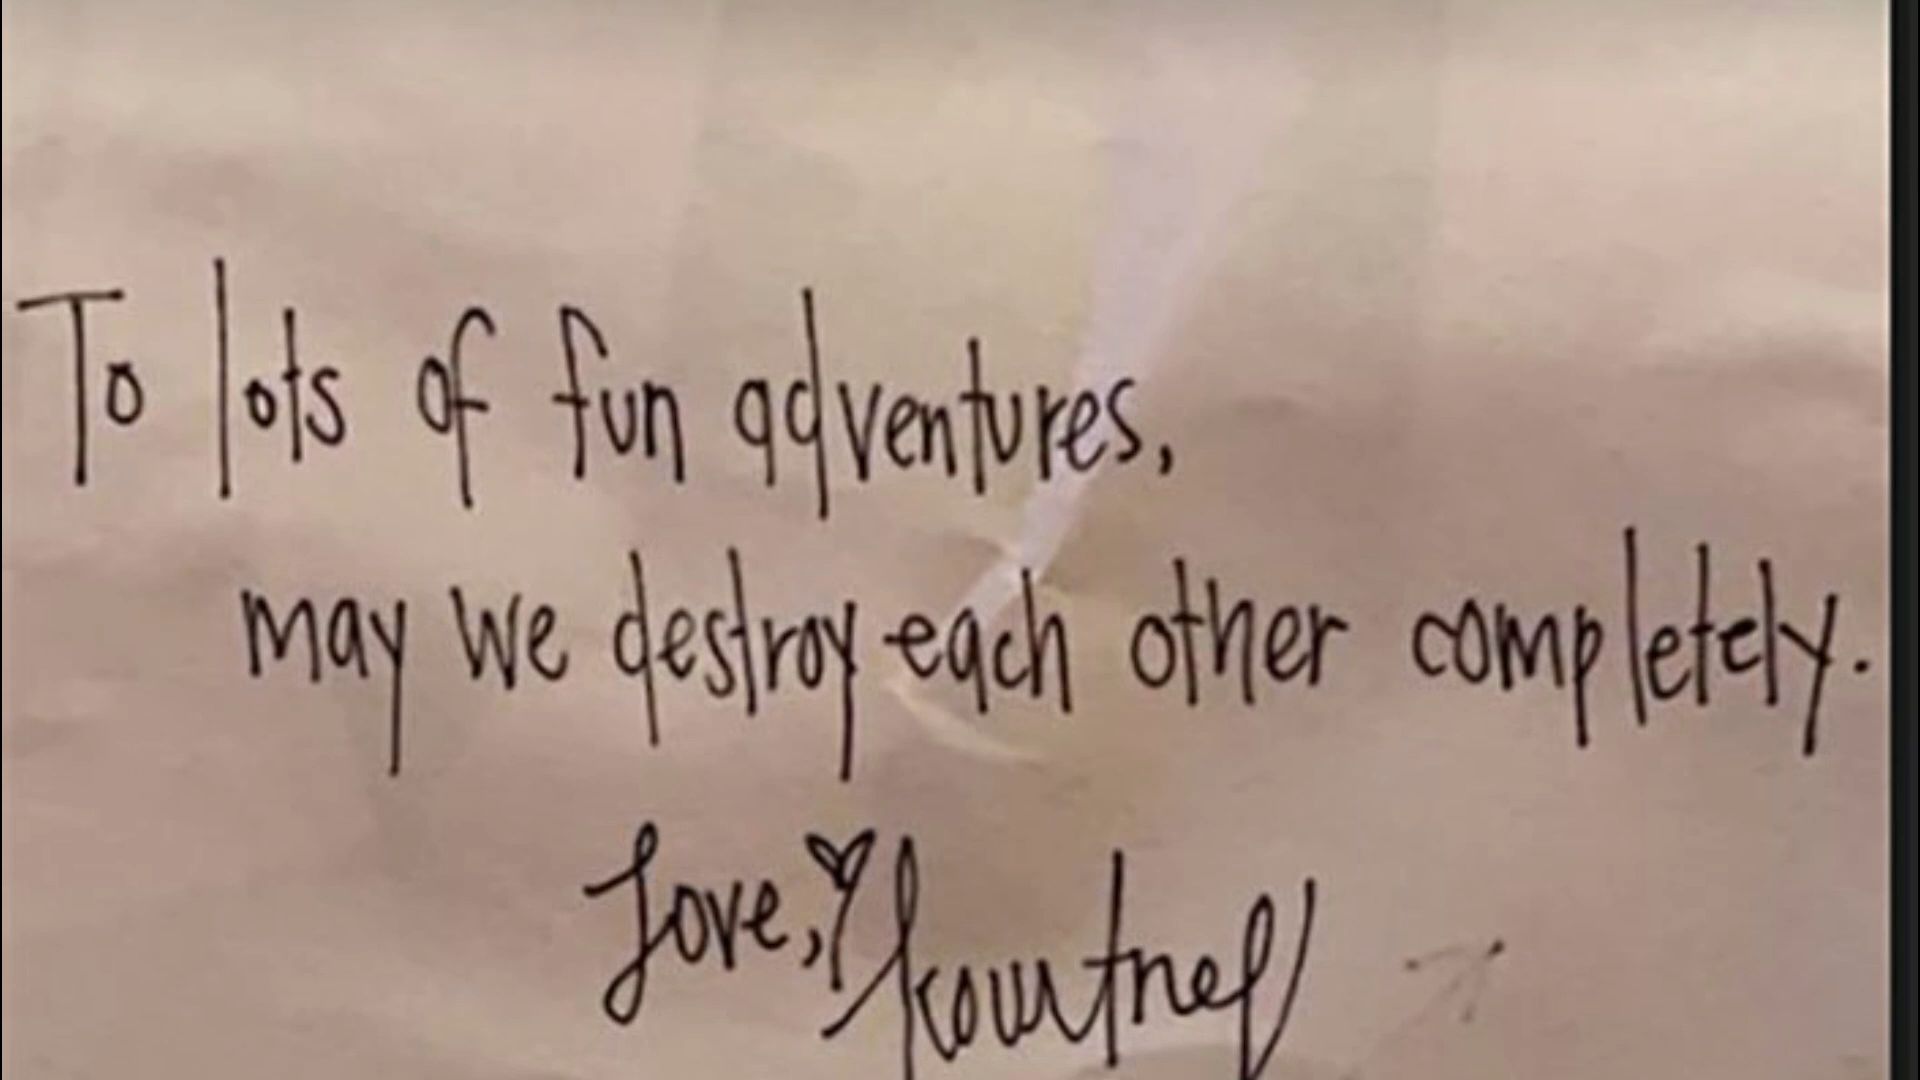 To lots of fun adventures,
may we destroy each other completely.
Love, kourtney